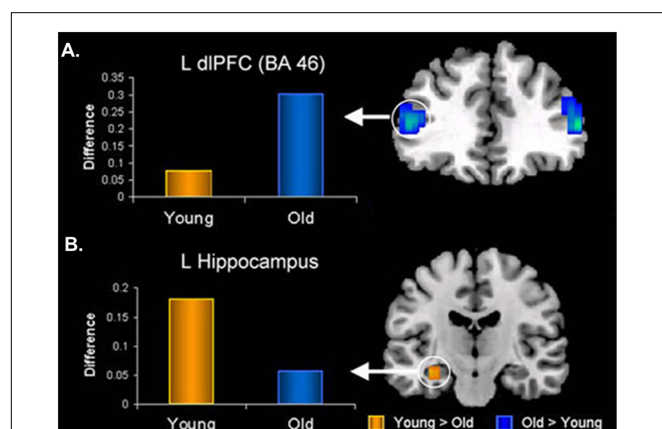 A.
L dlPFC (BA 46)
0.35
0.3
0.25
0.2
0.15
0.1
0.05
0
Difference
Young Old
B.
L Hippocampus
0.2
0.15
0.1
0.05
0
Difference
Young Old
Young > Old Old > Young